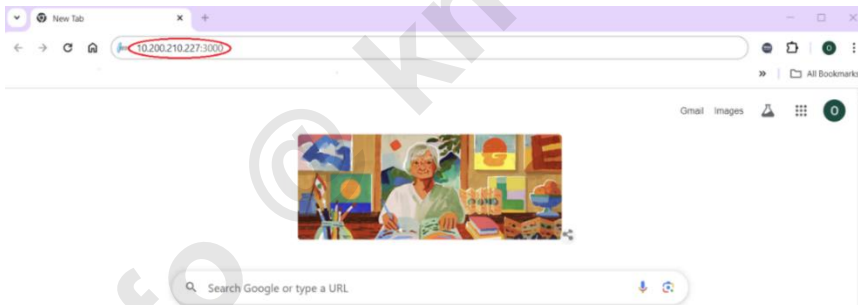 New Tab
10.200.210.227:3000
All Bookmarks
Gmail Images
Search Google or type a URL